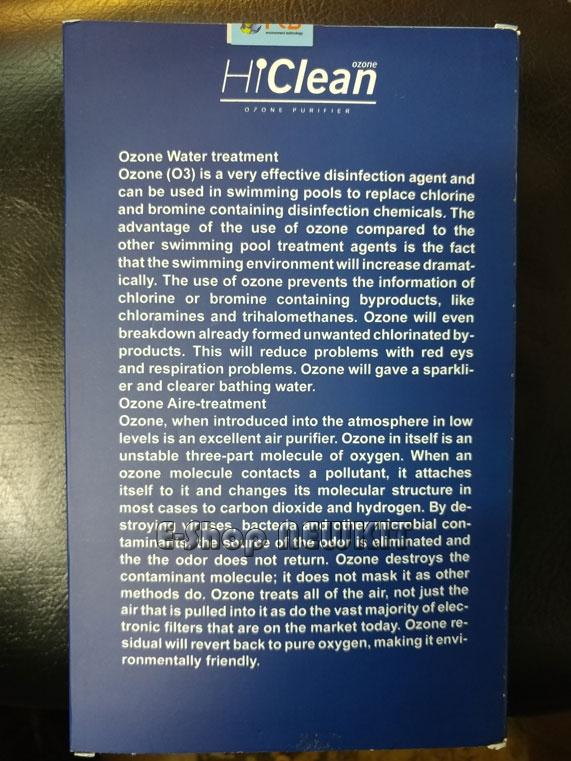 environment technology
ozone
HiClean
OZONE PURIFIER
Ozone Water treatment
Ozone (O3) is a very effective disinfection agent and
can be used in swimming pools to replace chlorine
and bromine containing disinfection chemicals. The
advantage of the use of ozone compared to the
other swimming pool treatment agents is the fact
that the swimming environment will increase dramat-
ically. The use of ozone prevents the information of
chlorine or bromine containing byproducts, like
chloramines and trihalomethanes. Ozone will even
breakdown already formed unwanted chlorinated by-
products. This will reduce problems with red eyes
and respiration problems. Ozone will gave a sparkli-
er and clearer bathing water.
Ozone Aire-treatment
Ozone, when introduced into the atmosphere in low
levels is an excellent air purifier. Ozone in itself is an
unstable three-part molecule of oxygen. When an
ozone molecule contacts a pollutant, it attaches
itself to it and changes its molecular structure in
most cases to carbon dioxide and hydrogen. By de-
stroying viruses, bacteria and other microbial con-
taminants, the source of the odor is eliminated and
the the odor does not return. Ozone destroys the
contaminant molecule; it does not mask it as other
methods do. Ozone treats all of the air, not just the
air that is pulled into it as do the vast majority of elec-
tronic filters that are on the market today. Ozone re-
sidual will revert back to pure oxygen, making it envi-
ronmentally friendly.